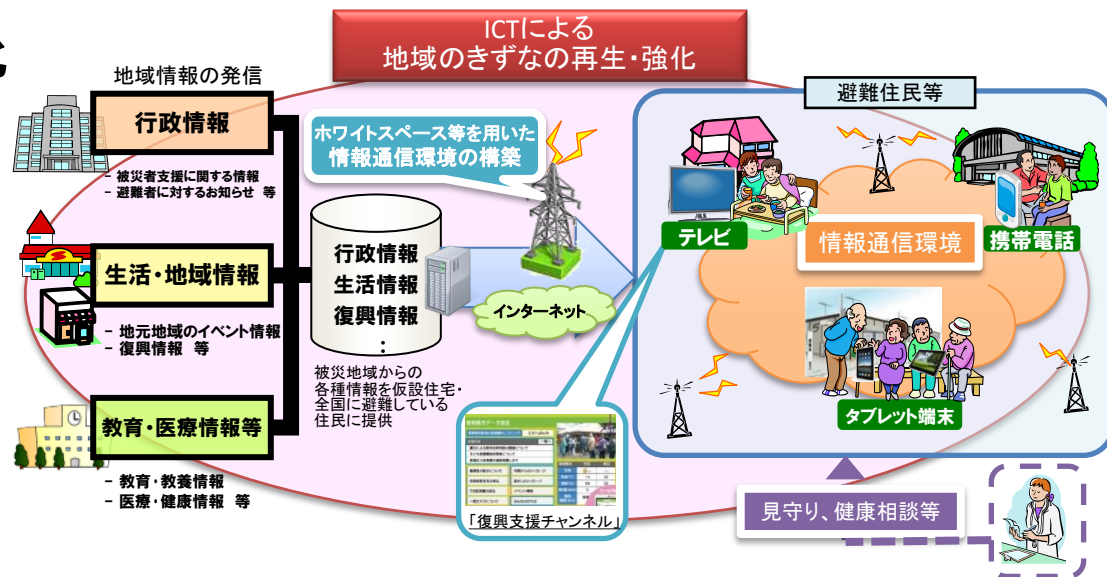 ICTによる
地域のきずなの再生・強化
地域情報の発信
行政情報
－ 被災者支援に関する情報
－ 避難者に対するお知らせ 等
生活・地域情報
－ 地元地域のイベント情報
－ 復興情報 等
教育・医療情報等
－ 教育・教養情報
－ 医療・健康情報 等
ホワイトスペース等を用いた
情報通信環境の構築
行政情報
生活情報
復興情報
：
インターネット
被災地域からの
各種情報を仮設住宅・
全国に避難している
住民に提供
「復興支援チャンネル」
避難住民等
テレビ
情報通信環境
携帯電話
タブレット端末
見守り、健康相談等